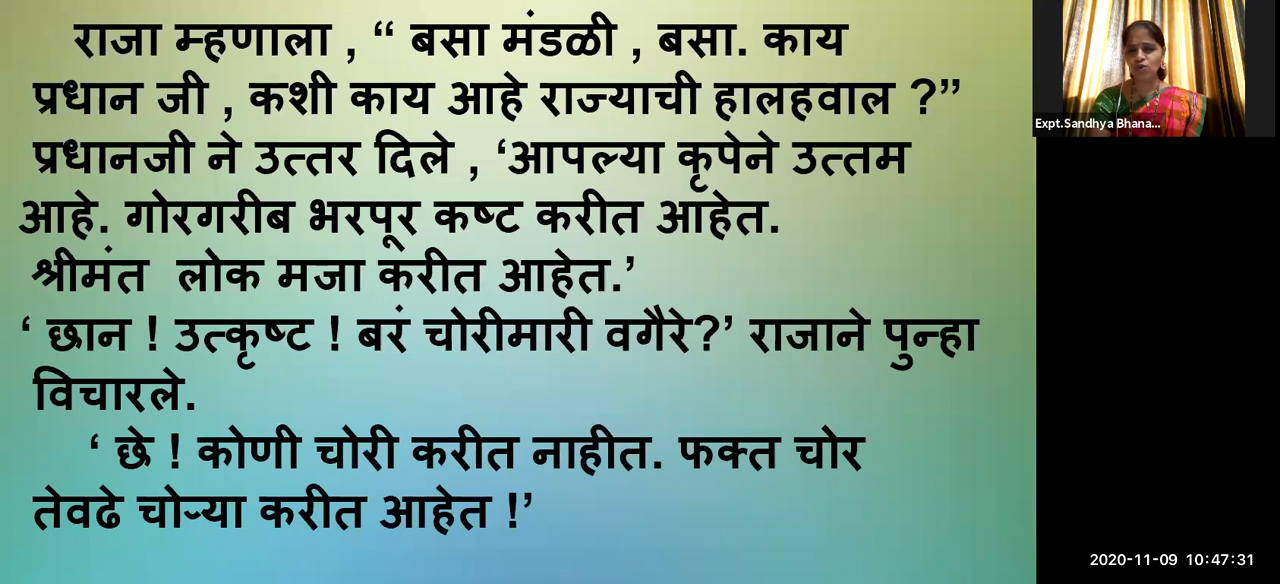 राजा म्हणाला , “ बसा मंडळी , बसा. काय
प्रधान जी , कशी काय आहे राज्याची हालहवाल ?”
प्रधानजी ने उत्तर दिले , ‘आपल्या कृपेने उत्तम
आहे. गोरगरीब भरपूर कष्ट करीत आहेत.
श्रीमंत लोक मजा करीत आहेत.’
‘ छान ! उत्कृष्ट ! बरं चोरीमारी वगैरे?’ राजाने पुन्हा
विचारले.
‘ छे ! कोणी चोरी करीत नाहीत. फक्त चोर
तेवढे चोऱ्या करीत आहेत !’
Expt.Sandhya Bhana...
2020-11-09 10:47:31